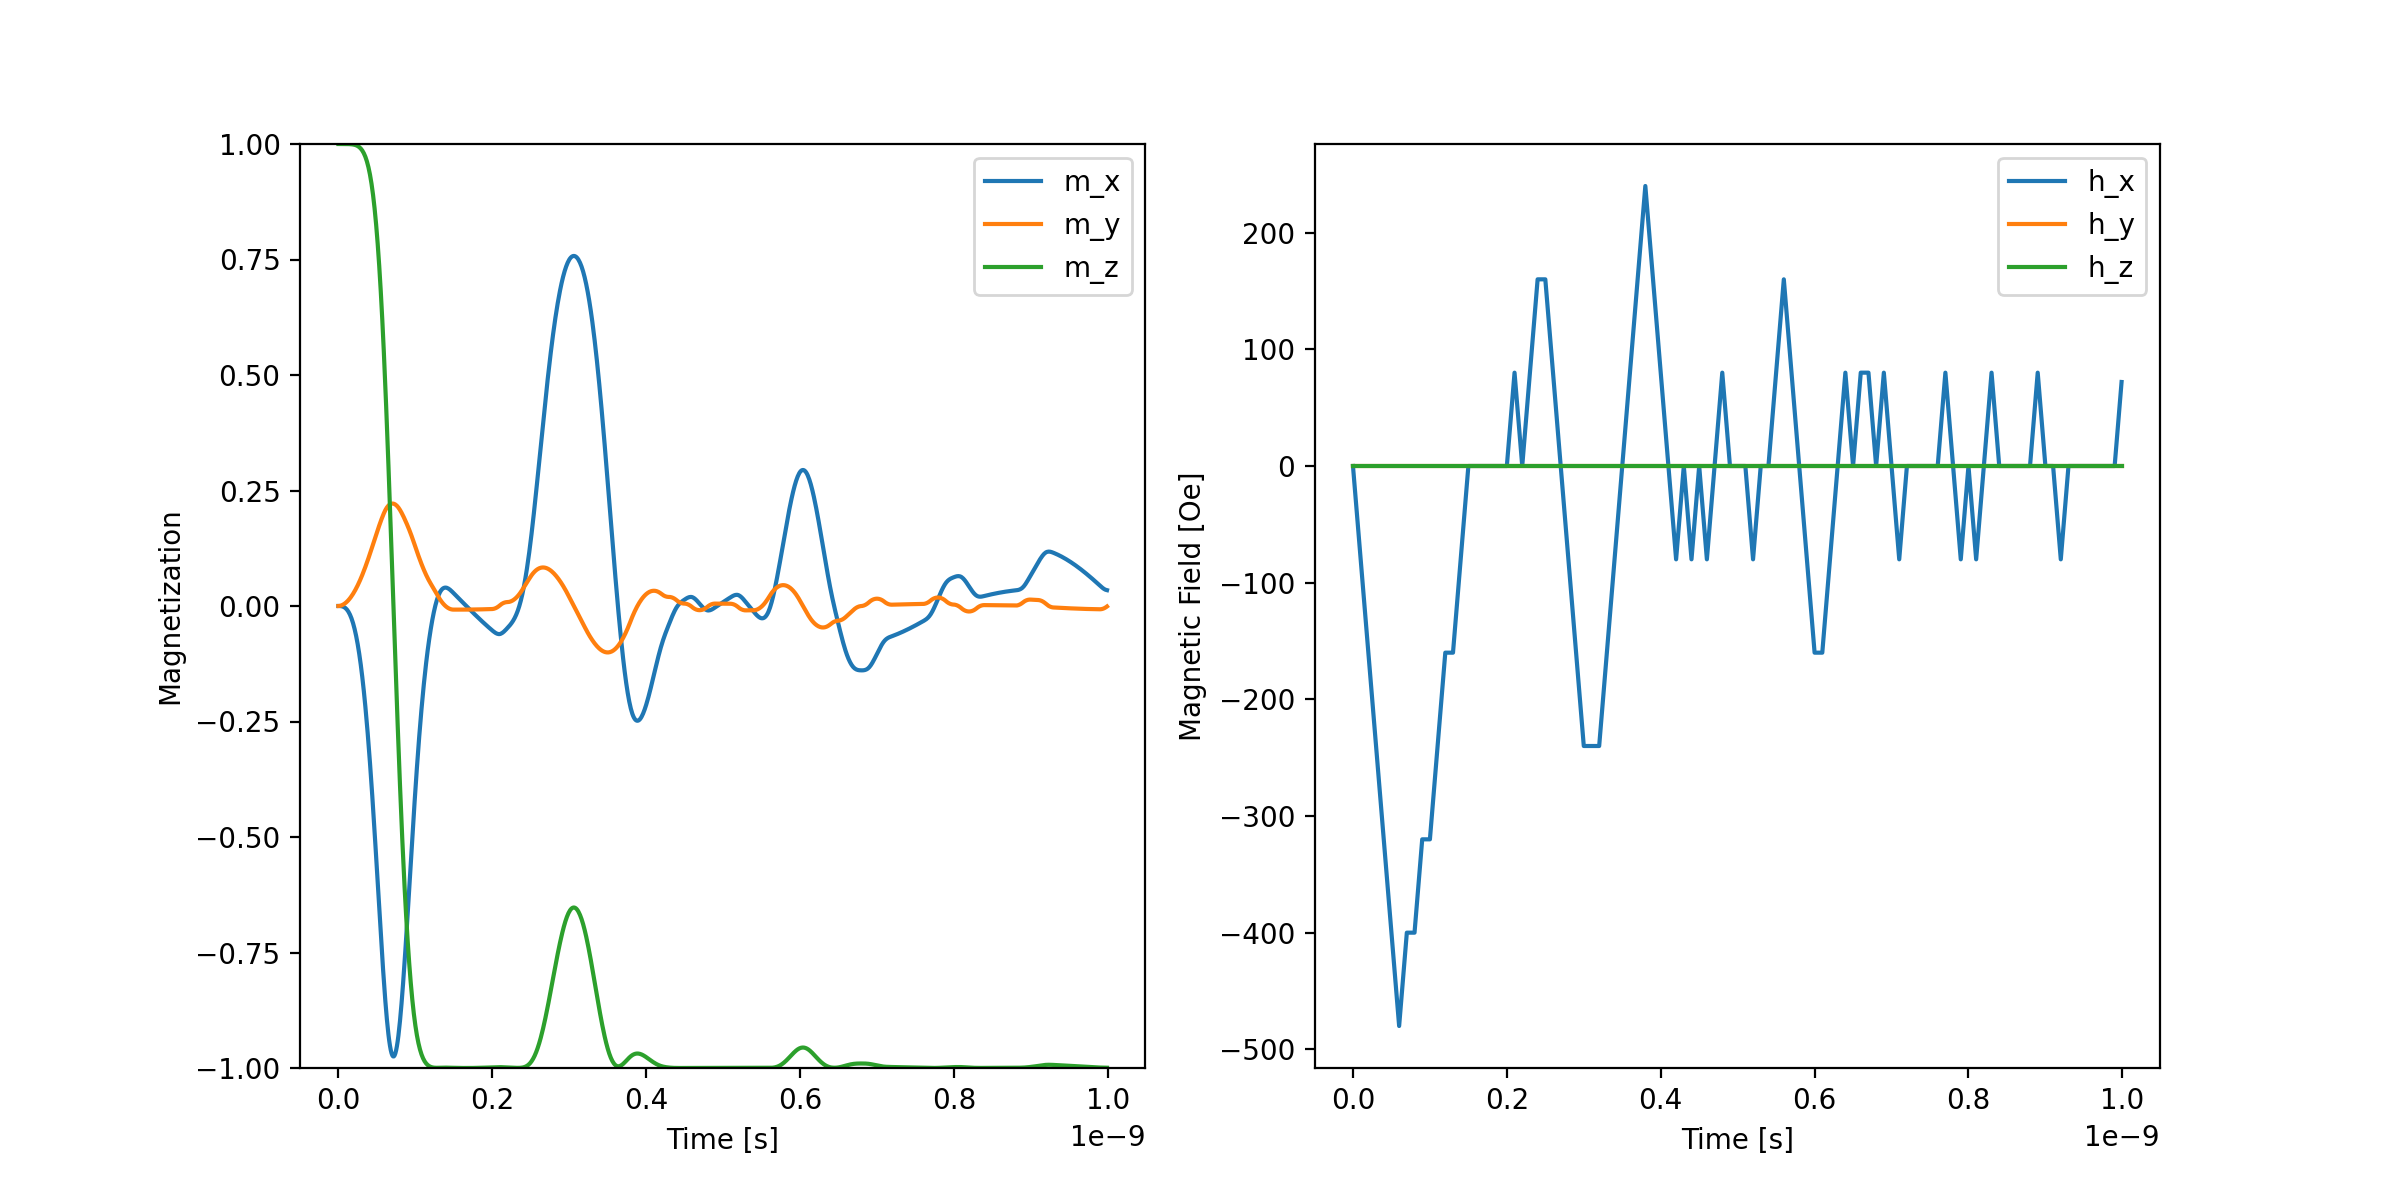 1.00
0.75
0.50
0.25
0.00
−0.25
−0.50
−0.75
−1.00
Magnetization
m_x
m_y
m_z
0.0 0.2 0.4 0.6 0.8 1.0
Time [s]
1e−9
200
100
0
−100
−200
−300
−400
−500
Magnetic Field [Oe]
h_x
h_y
h_z
0.0 0.2 0.4 0.6 0.8 1.0
Time [s]
1e−9